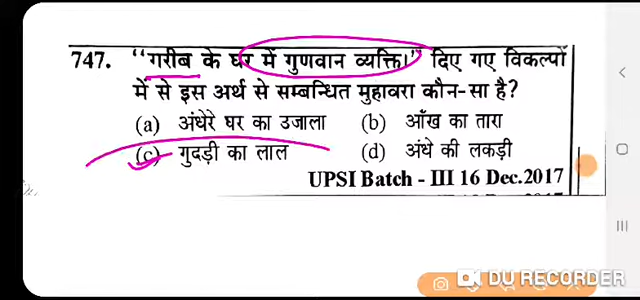 747. “गरीब के घर में गुणवान व्यक्ति।” दिए गए विकल्पों
में से इस अर्थ से सम्बन्धित मुहावरा कौन-सा है?
(a) अंधेरे घर का उजाला (b) आँख का तारा
(c) गुदड़ी का लाल (d) अंधे की लकड़ी
UPSI Batch - III 16 Dec.2017
DU RECORDER